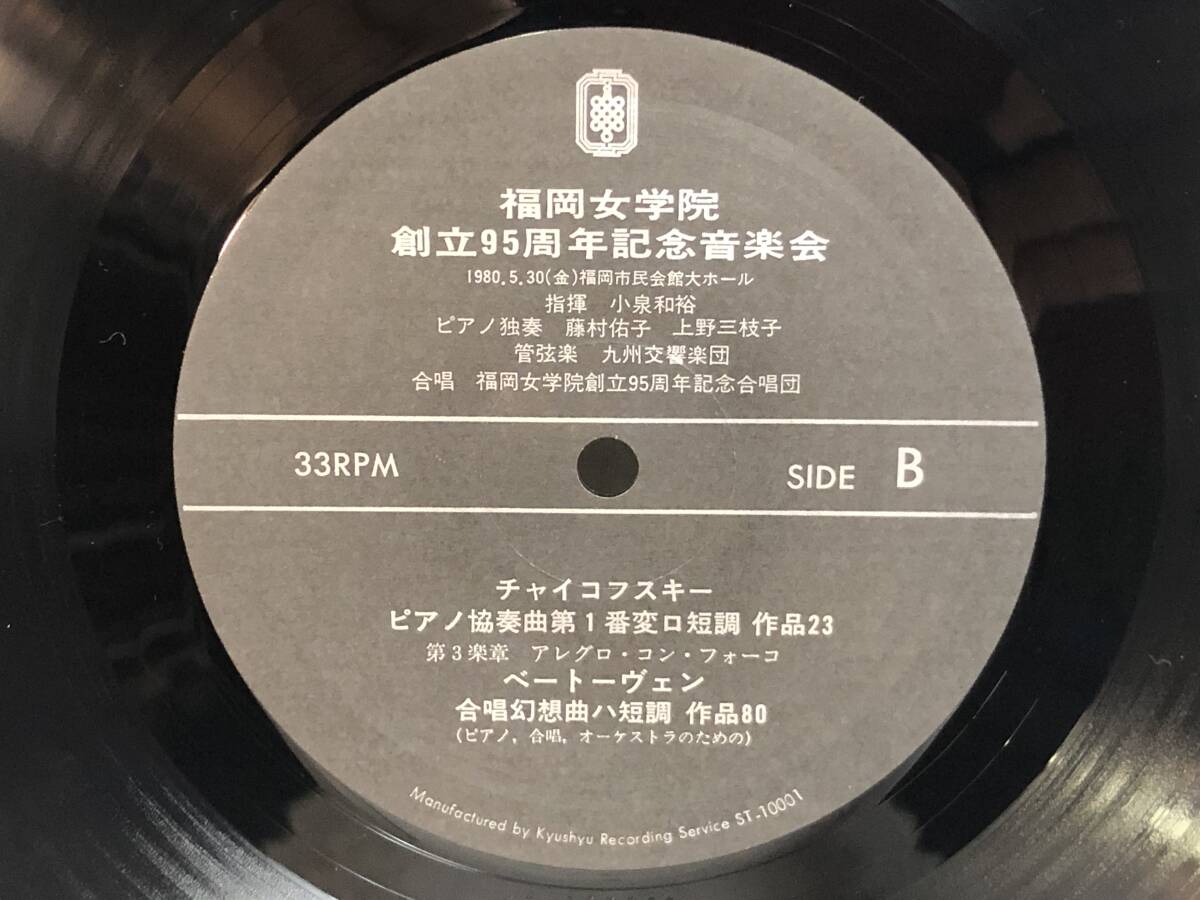 福岡女学院
創立95周年記念音楽会
1980.5.30(金)福岡市民会館大ホール
指揮 小泉和裕
ピアノ独奏 藤村佑子 上野三枝子
管弦楽 九州交響楽団
合唱 福岡女学院創立95周年記念合唱団
33RPM
SIDE B
チャイコフスキー
ピアノ協奏曲第1番変ロ短調 作品23
第3楽章 アレグロ・コン・フォーコ
ベートーヴェン
合唱幻想曲ハ短調 作品80
(ピアノ,合唱,オーケストラのための)
Manufactured by Kyushyu Recording Service ST-10001